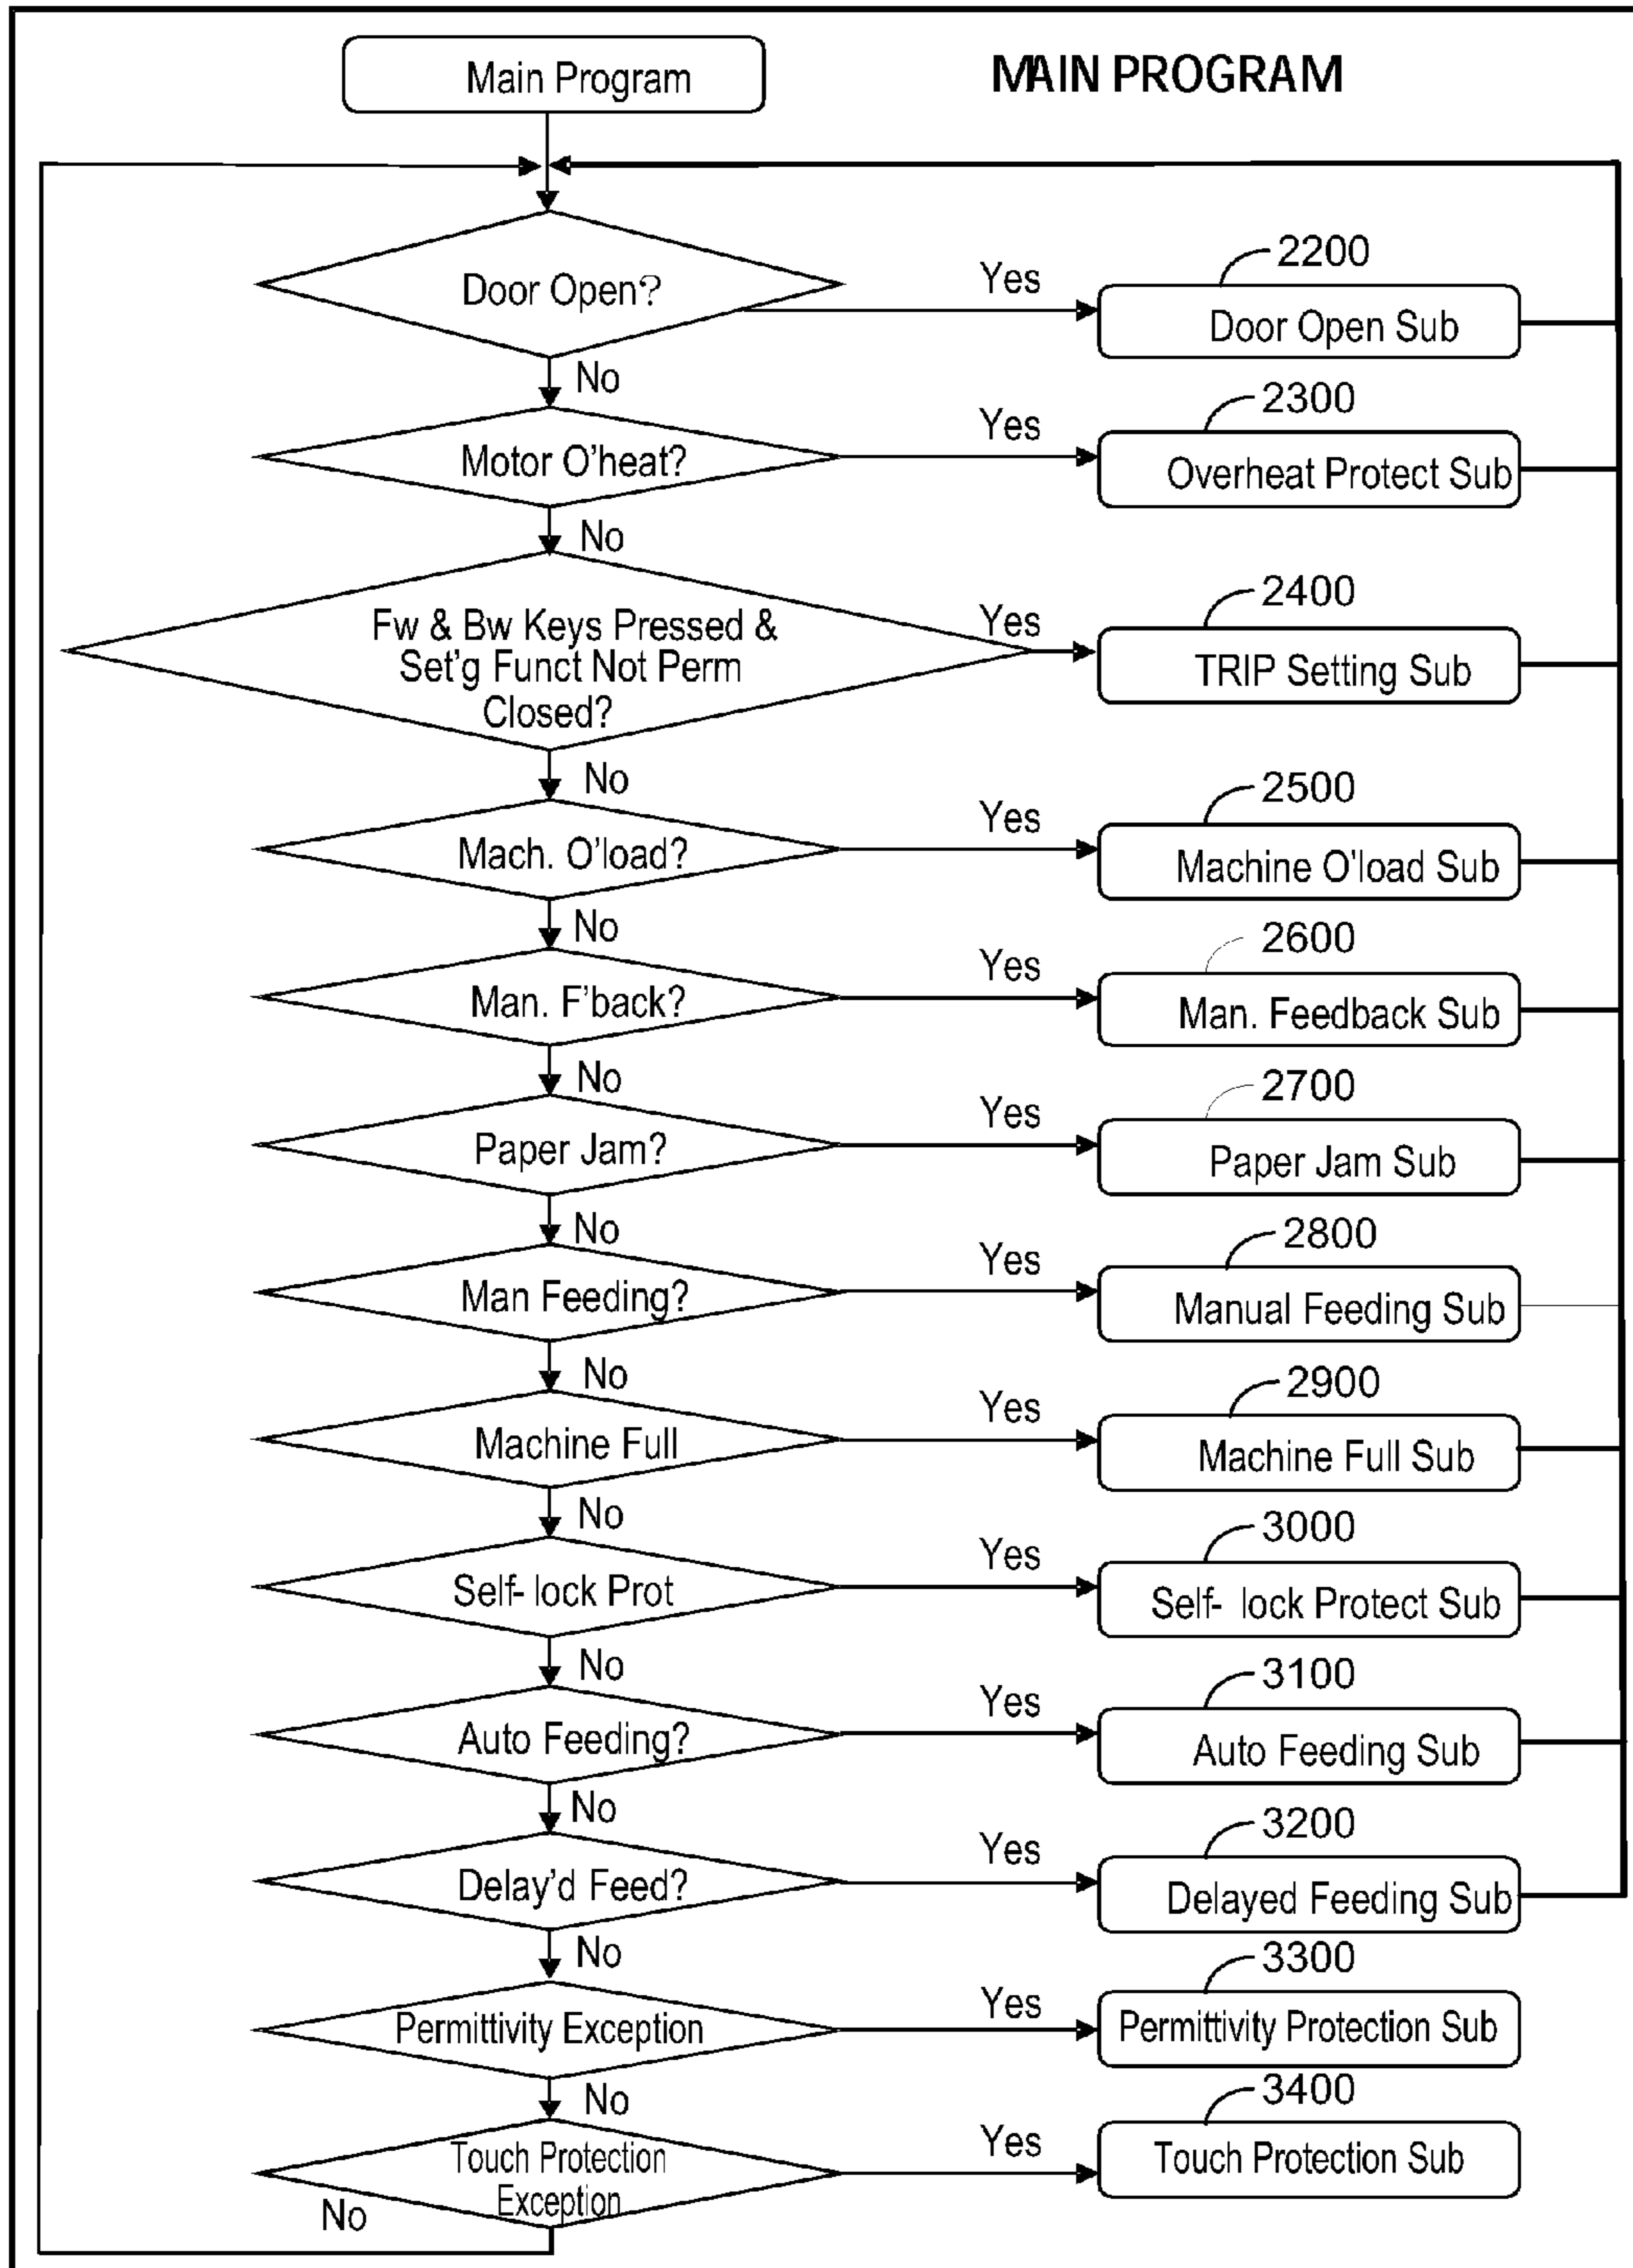 Main Program
MAIN PROGRAM
Door Open?
Yes
2200
Door Open Sub
No
Motor O'heat?
Yes
2300
Overheat Protect Sub
No
Fw & Bw Keys Pressed &
Set'g Funct Not Perm
Closed?
Yes
2400
TRIP Setting Sub
No
Mach. O'load?
Yes
2500
Machine O'load Sub
No
Man. F'back?
Yes
2600
Man. Feedback Sub
No
Paper Jam?
Yes
2700
Paper Jam Sub
No
Man Feeding?
Yes
2800
Manual Feeding Sub
No
Machine Full
Yes
2900
Machine Full Sub
No
Self- lock Prot
Yes
3000
Self- lock Protect Sub
No
Auto Feeding?
Yes
3100
Auto Feeding Sub
No
Delay'd Feed?
Yes
3200
Delayed Feeding Sub
No
Permittivity Exception
Yes
3300
Permittivity Protection Sub
No
Touch Protection
Exception
Yes
3400
Touch Protection Sub
No